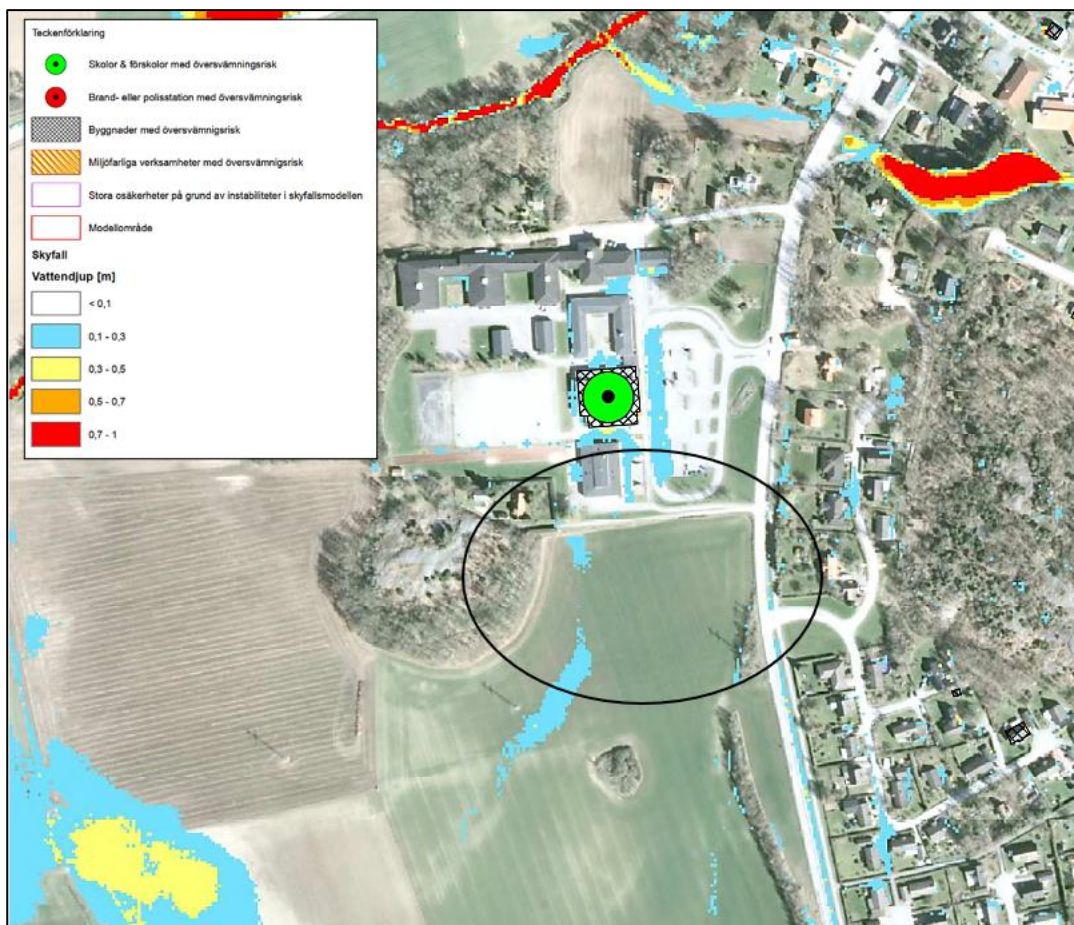 Teckenförklaring
Skolor & förskolor med översvämningsrisk
Brand- eller polisstation med översvämningsrisk
Byggnader med översvämnigsrisk
Miljöfarliga verksamheter med översvämnigsrisk
Stora osäkerheter på grund av instabiliteter i skyfallsmodellen
Modellområde
Skyfall
Vattendjup [m]
< 0,1
0,1 - 0,3
0,3 - 0,5
0,5 - 0,7
0,7 - 1